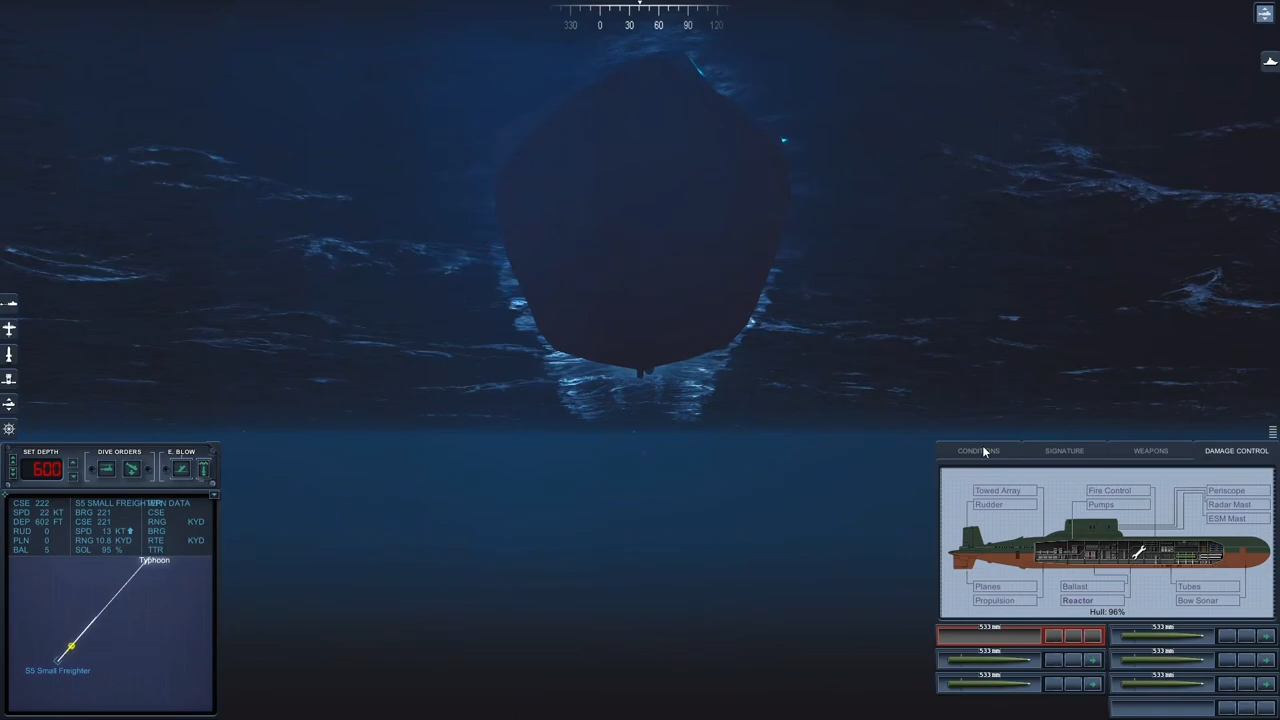 330 0 30 60 90 120
SET DEPTH DIVE ORDERS E. BLOW
600
CSE 222
SPD 22 KT
DEP 602 FT
RUD 0
PLN 0
BAL 5
S5 SMALL FREIGHTER
BRG 221
CSE 221
SPD 13 KT
RNG 10.8 KYD
SOL 95 %
WPN DATA
CSE
RNG KYD
BRG
RTE KYD
TTR
Typhoon
S5 Small Freighter
CONDITIONS SIGNATURE WEAPONS DAMAGE CONTROL
Towed Array Fire Control Periscope
Rudder Pumps Radar Mast
ESM Mast
Planes Ballast Tubes
Propulsion Reactor Bow Sonar
Hull: 96%
533 mm 533 mm
533 mm 533 mm
533 mm 533 mm